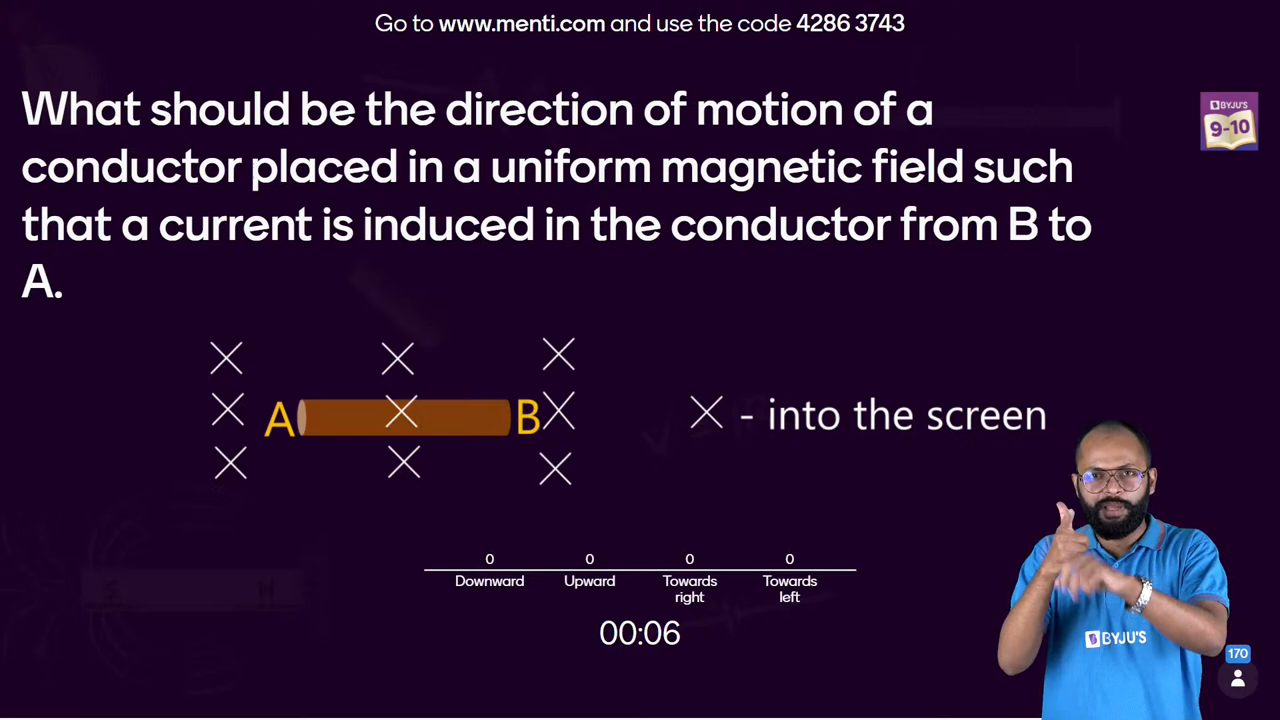 Go to www.menti.com and use the code 4286 3743
What should be the direction of motion of a
conductor placed in a uniform magnetic field such
that a current is induced in the conductor from B to
A.
BYJU'S
9-10
A B
- into the screen
0 0 0 0
Downward Upward Towards right Towards left
00:06
BYJU'S
170